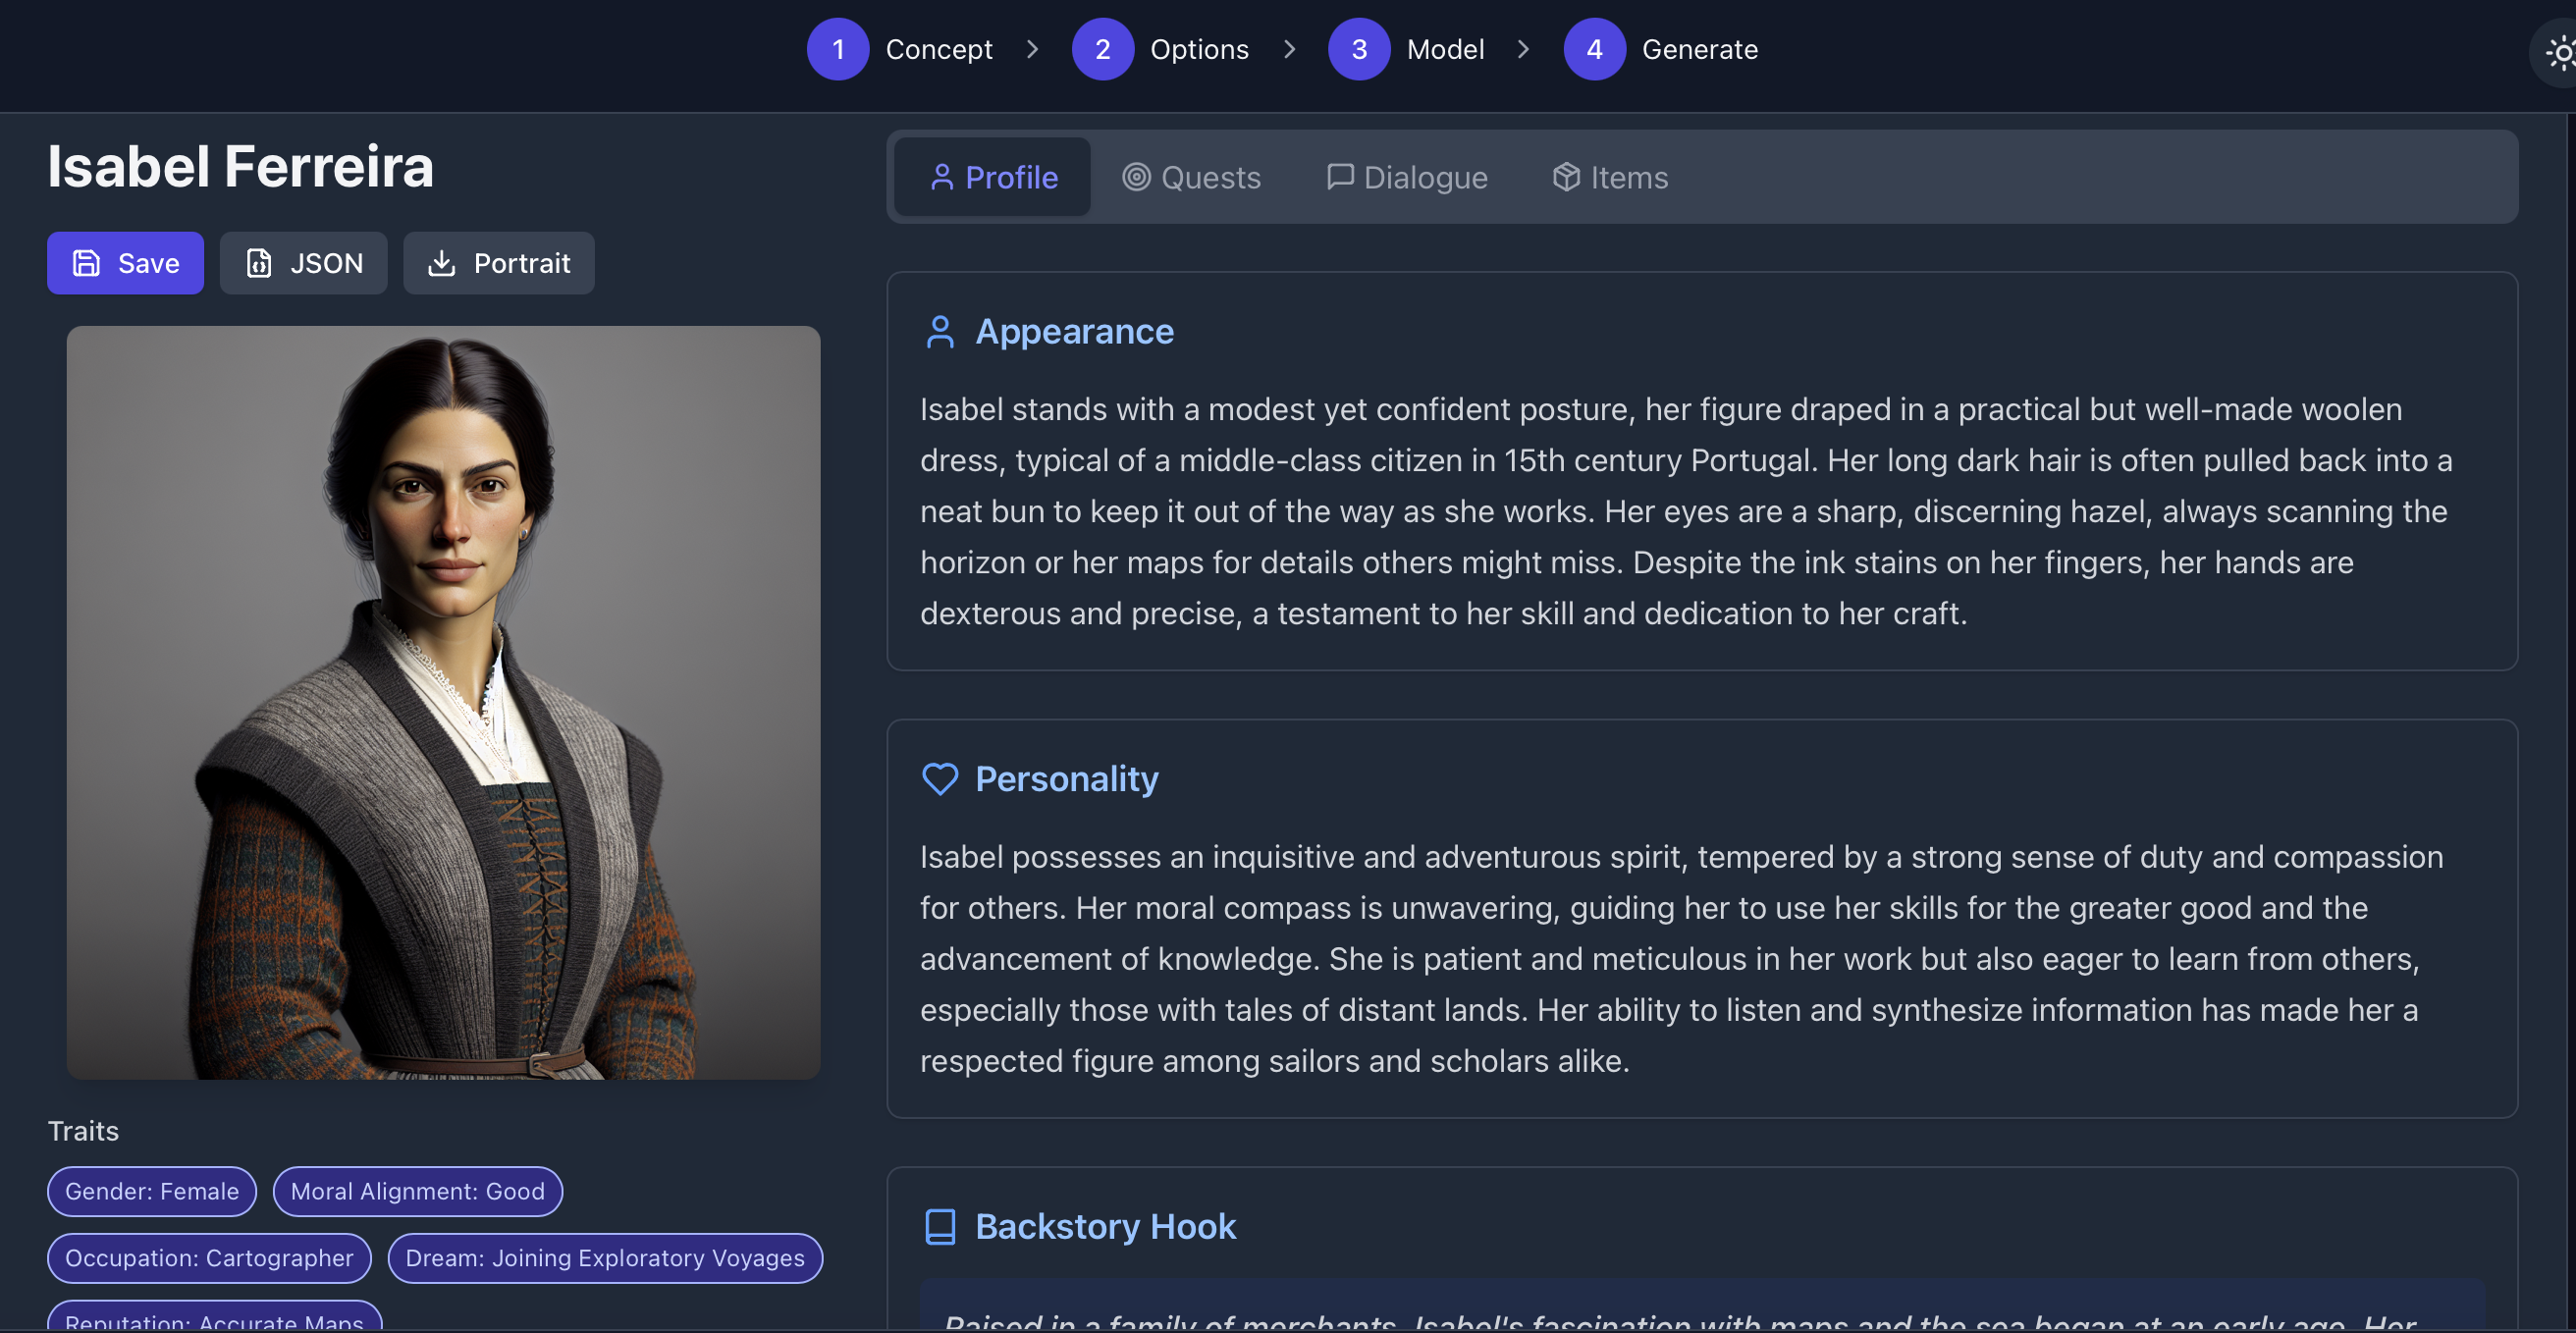 1 Concept > 2 Options > 3 Model > 4 Generate
Isabel Ferreira
Save JSON Portrait
Traits
Gender: Female Moral Alignment: Good
Occupation: Cartographer Dream: Joining Exploratory Voyages
Reputation: Accurate Maps
Profile Quests Dialogue Items
Appearance
Isabel stands with a modest yet confident posture, her figure draped in a practical but well-made woolen
dress, typical of a middle-class citizen in 15th century Portugal. Her long dark hair is often pulled back into a
neat bun to keep it out of the way as she works. Her eyes are a sharp, discerning hazel, always scanning the
horizon or her maps for details others might miss. Despite the ink stains on her fingers, her hands are
dexterous and precise, a testament to her skill and dedication to her craft.
Personality
Isabel possesses an inquisitive and adventurous spirit, tempered by a strong sense of duty and compassion
for others. Her moral compass is unwavering, guiding her to use her skills for the greater good and the
advancement of knowledge. She is patient and meticulous in her work but also eager to learn from others,
especially those with tales of distant lands. Her ability to listen and synthesize information has made her a
respected figure among sailors and scholars alike.
Backstory Hook
Raised in a family of merchants, Isabel's fascination with maps and the sea began at an early age. Her